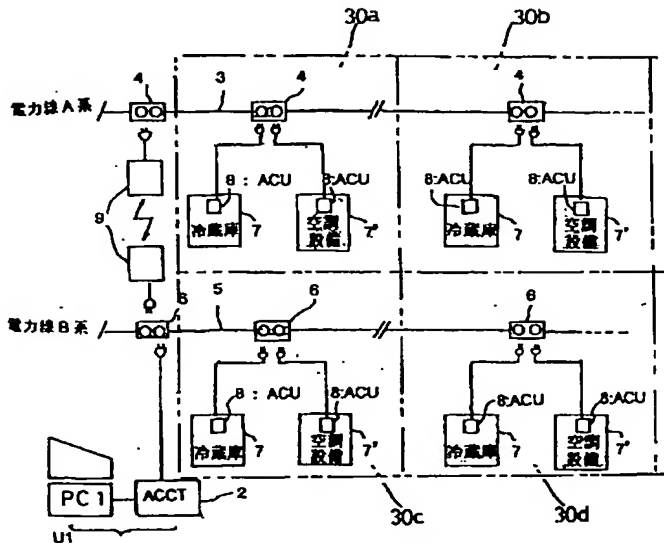 30a
30b
4
電力線A系
3
4
4
8 : ACU
8:ACU
冷蔵庫
7
空調
設備
7'
8:ACU
8:ACU
冷蔵庫
7
空調
設備
7'
9
電力線B系
6
5
6
6
8 : ACU
8:ACU
冷蔵庫
7
空調
設備
7'
8:ACU
8:ACU
冷蔵庫
7
空調
設備
7'
PC1
ACCT
2
U1
30c
30d